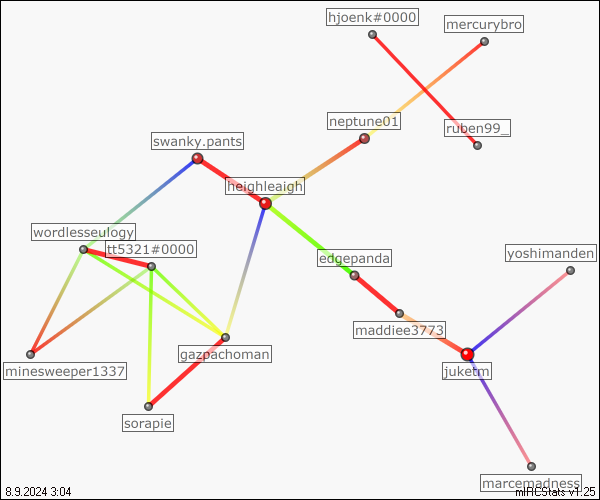 hjoenk#0000
mercurybro
neptune01
ruben99_
swanky.pants
heighleaigh
wordlesseulogy
tt5321#0000
edgepanda
yoshimanden
maddiee3773
gazpachoman
minesweeper1337
juketm
sorapie
marcemadness
8.9.2024 3:04
mIRCStats v1.25